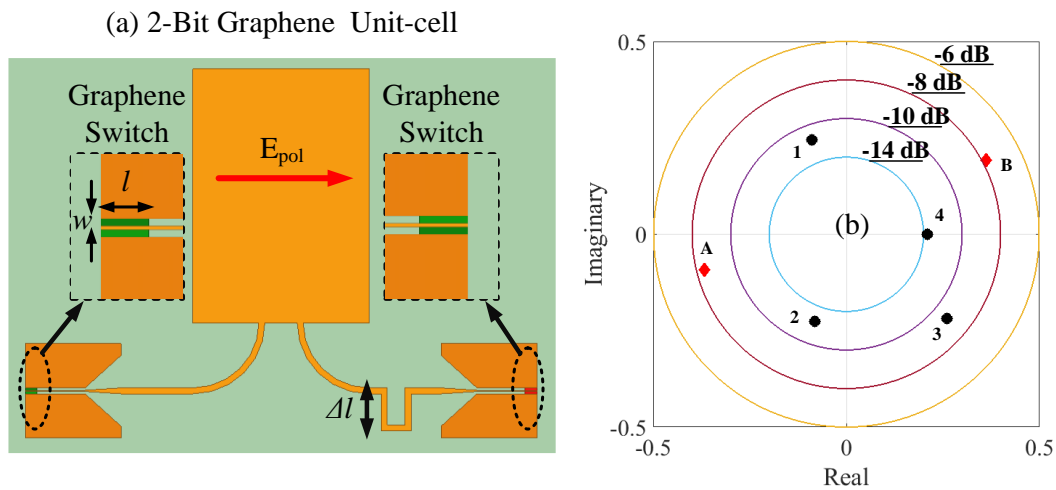 (a) 2-Bit Graphene Unit-cell
Graphene
Switch
Graphene
Switch
E_pol
l
w
Δl
0.5
0
-0.5
Imaginary
-6 dB
-8 dB
-10 dB
-14 dB
1
B
4
(b)
A
2
3
-0.5
0
0.5
Real